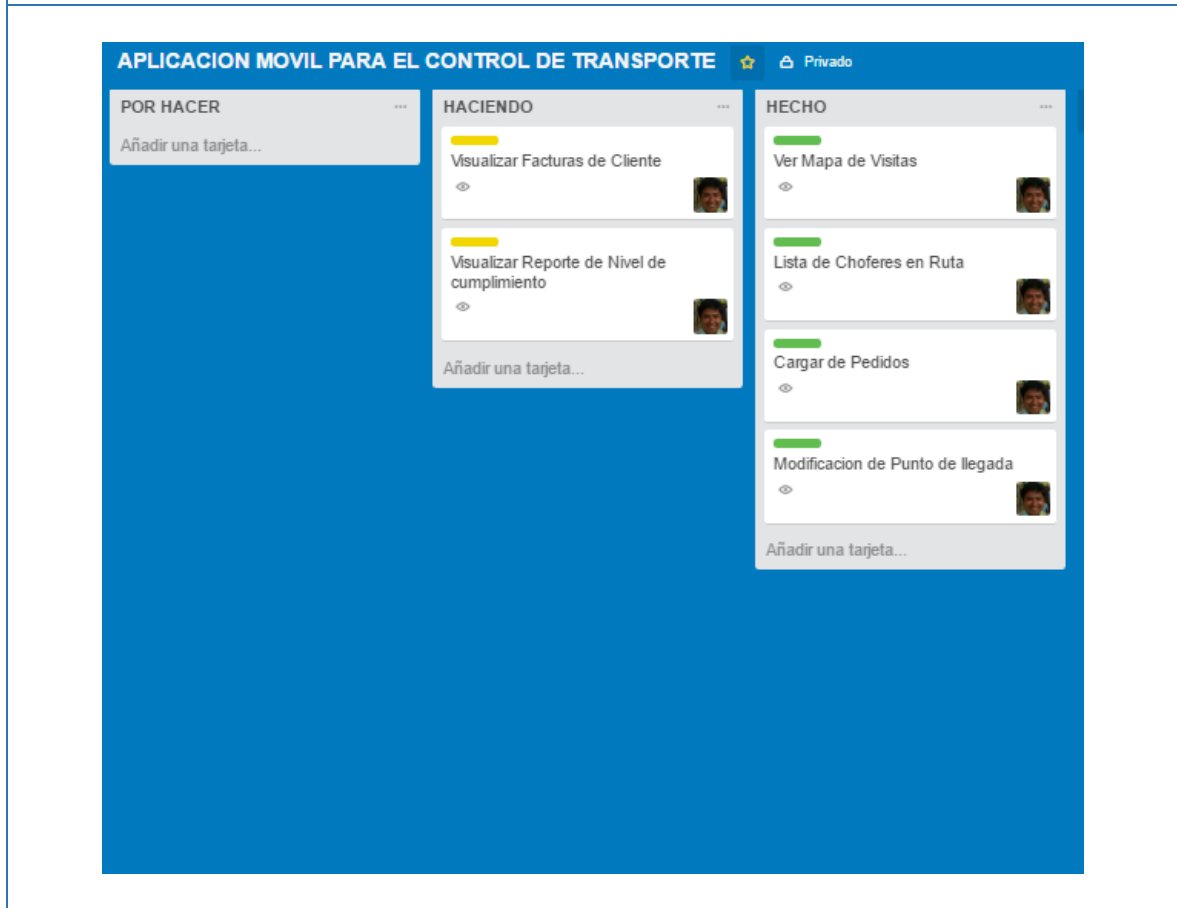 APLICACION MOVIL PARA EL CONTROL DE TRANSPORTE
Privado
POR HACER
Añadir una tarjeta...
HACIENDO
Visualizar Facturas de Cliente
Visualizar Reporte de Nivel de
cumplimiento
Añadir una tarjeta...
HECHO
Ver Mapa de Visitas
Lista de Choferes en Ruta
Cargar de Pedidos
Modificacion de Punto de llegada
Añadir una tarjeta...